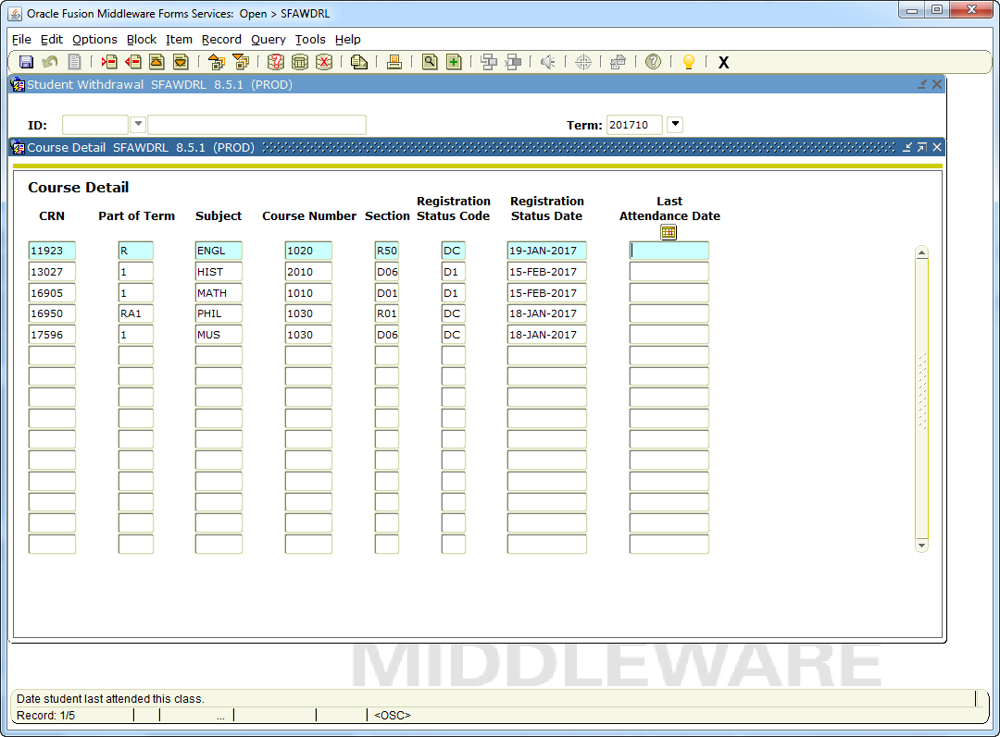 Oracle Fusion Middleware Forms Services: Open > SFAWDRL
File Edit Options Block Item Record Query Tools Help
X
Student Withdrawal SFAWDRL 8.5.1 (PROD)
ID: Term: 201710
Course Detail SFAWDRL 8.5.1 (PROD)
Course Detail
CRN Part of Term Subject Course Number Section Registration Status Code Registration Status Date Last Attendance Date
11923 R ENGL 1020 R50 DC 19-JAN-2017
13027 1 HIST 2010 D06 D1 15-FEB-2017
16905 1 MATH 1010 D01 D1 15-FEB-2017
16950 RA1 PHIL 1030 R01 DC 18-JAN-2017
17596 1 MUS 1030 D06 DC 18-JAN-2017
MIDDLEWARE
Date student last attended this class.
Record: 1/5 ... <OSC>